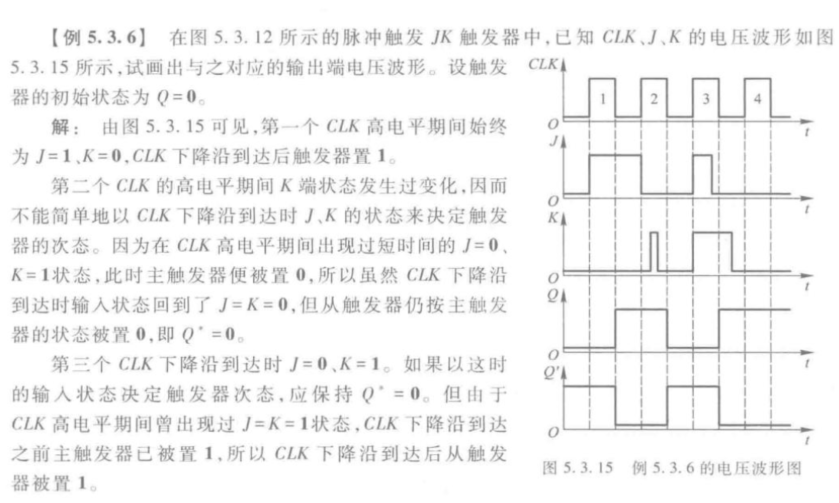 【例 5.3.6】 在图 5.3.12 所示的脉冲触发 JK 触发器中,已知 CLK、J、K 的电压波形如图
5.3.15 所示,试画出与之对应的输出端电压波形。设触发
器的初始状态为 Q=0。
解: 由图 5.3.15 可见,第一个 CLK 高电平期间始终
为 J=1、K=0,CLK 下降沿到达后触发器置 1。
第二个 CLK 的高电平期间 K 端状态发生过变化,因而
不能简单地以 CLK 下降沿到达时 J、K 的状态来决定触发
器的次态。因为在 CLK 高电平期间出现过短时间的 J=0、
K=1状态,此时主触发器便被置 0,所以虽然 CLK 下降沿
到达时输入状态回到了 J=K=0,但从触发器仍按主触发
器的状态被置 0,即 Q*=0。
第三个 CLK 下降沿到达时 J=0、K=1。如果以这时
的输入状态决定触发器次态,应保持 Q*=0。但由于
CLK 高电平期间曾出现过 J=K=1状态,CLK 下降沿到达
之前主触发器已被置 1,所以 CLK 下降沿到达后从触发
器被置 1。
CLK
1 2 3 4
O t
J
O t
K
O t
Q
O t
Q'
O t
图 5.3.15 例 5.3.6 的电压波形图